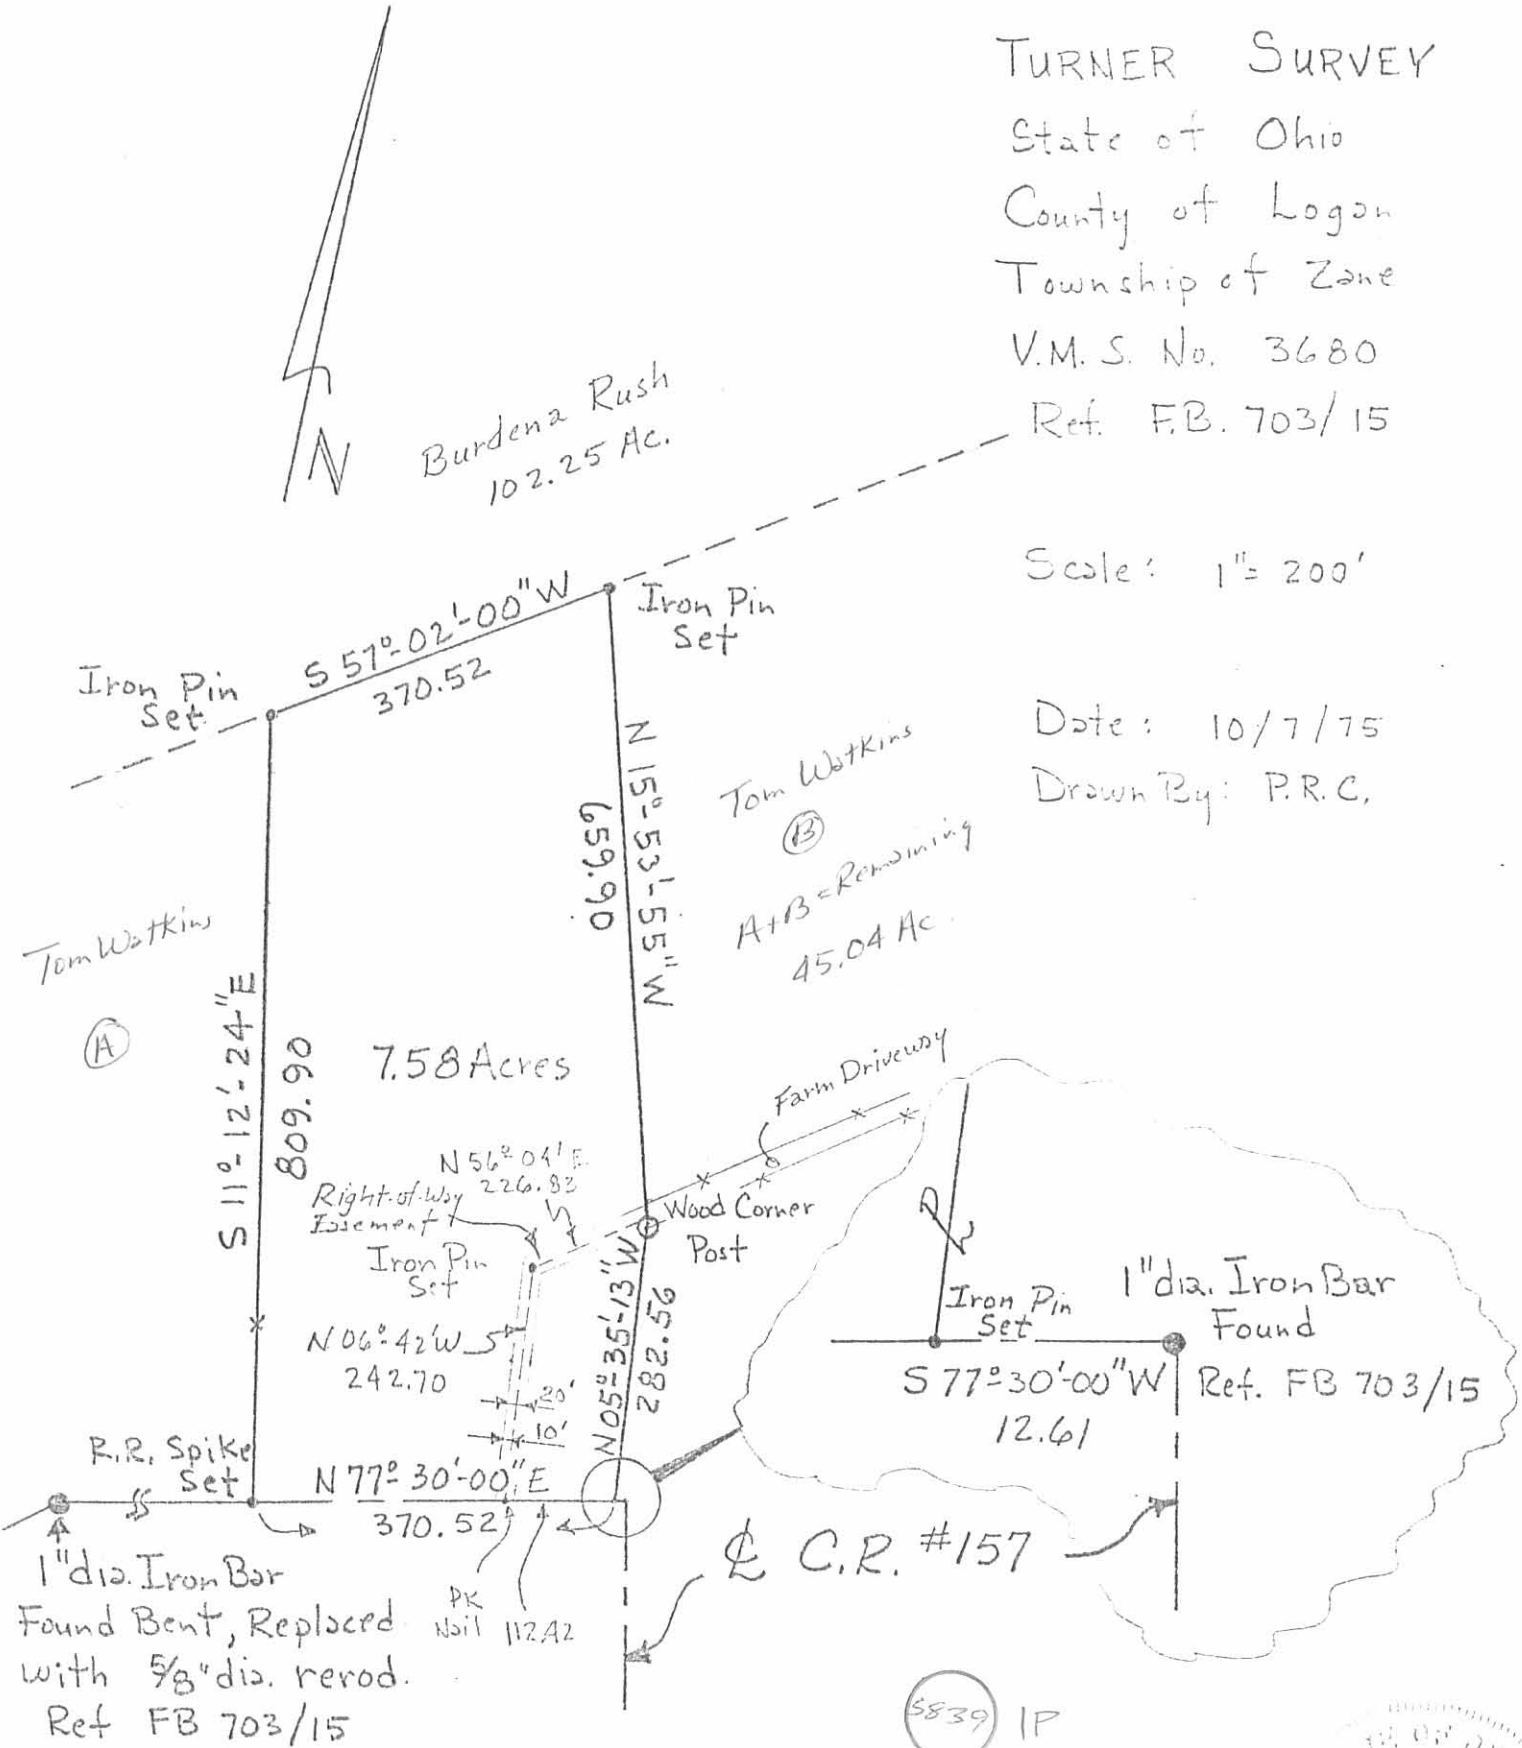 TURNER SURVEY
State of Ohio
County of Logan
Township of Zane
V.M.S. No. 3680
Ref. F.B. 703/15
Scale: 1"= 200'
Date: 10/7/75
Drawn By: P.R.C.
N
Burdena Rush
102.25 Ac.
Iron Pin
Set
S 57°-02'-00" W
370.52
Iron Pin
Set
N 15°-53'-55" W
659.90
Tom Watkins
B
A+B = Remaining
45.04 Ac.
Tom Watkins
A
S 11°-12'-24" E
809.90
7.58 Acres
Farm Driveway
N 56°04' E
226.83
Right-of-Way
Easement
Iron Pin
Set
Wood Corner
Post
N 06°-42' W
242.70
20'
10'
N 05°-35'-13" W
282.56
R.R. Spike
Set
N 77°30'-00" E
370.52
PK
Nail
112.42
1" dia. Iron Bar
Found Bent, Replaced
with 5/8" dia. rerod.
Ref FB 703/15
Iron Pin
Set
1" dia. Iron Bar
Found
S 77°30'-00" W
12.61
Ref. FB 703/15
℄ C.R. #157
5839
1P